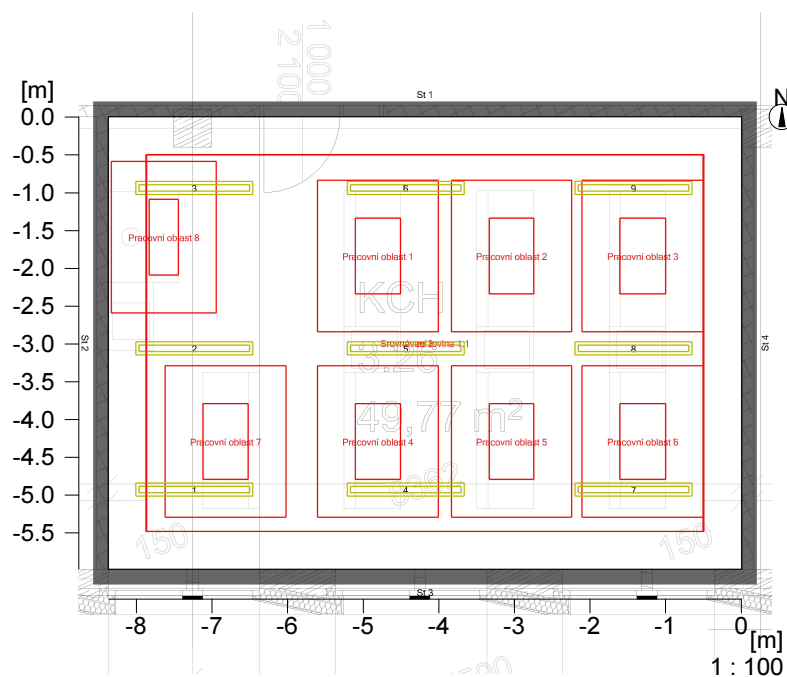 1 000
2 100
St 1
[m]
N
0.0
-0.5
-1.0
-1.5
-2.0
-2.5
-3.0
-3.5
-4.0
-4.5
-5.0
-5.5
3
6
9
Pracovní oblast 8
Pracovní oblast 1
Pracovní oblast 2
Pracovní oblast 3
KCH
St 2
St 4
2
5
8
3.26
49,77 m²
Pracovní oblast 7
Pracovní oblast 4
Pracovní oblast 5
Pracovní oblast 6
8362
1
4
7
150
150
St 3
-8
-7
-6
-5
-4
-3
-2
-1
0
[m]
1 : 100